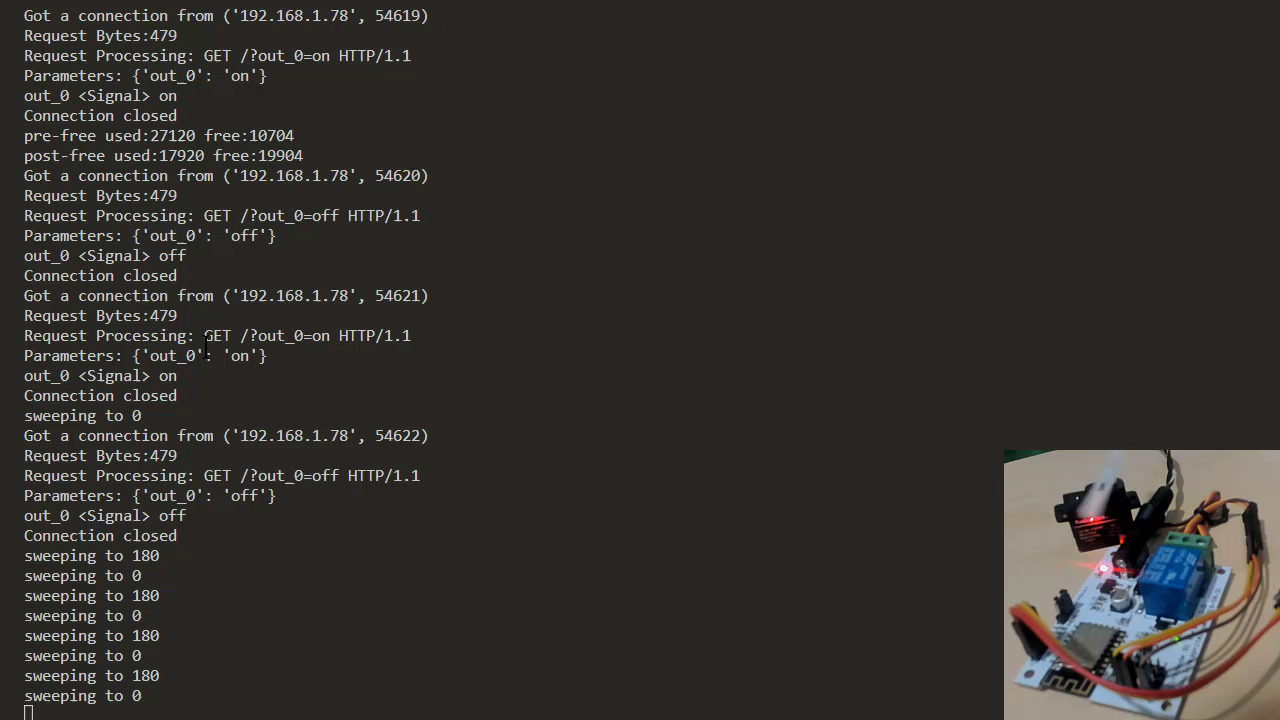 Got a connection from ('192.168.1.78', 54619)
Request Bytes:479
Request Processing: GET /?out_0=on HTTP/1.1
Parameters: {'out_0': 'on'}
out_0 <Signal> on
Connection closed
pre-free used:27120 free:10704
post-free used:17920 free:19904
Got a connection from ('192.168.1.78', 54620)
Request Bytes:479
Request Processing: GET /?out_0=off HTTP/1.1
Parameters: {'out_0': 'off'}
out_0 <Signal> off
Connection closed
Got a connection from ('192.168.1.78', 54621)
Request Bytes:479
Request Processing: GET /?out_0=on HTTP/1.1
Parameters: {'out_0': 'on'}
out_0 <Signal> on
Connection closed
sweeping to 0
Got a connection from ('192.168.1.78', 54622)
Request Bytes:479
Request Processing: GET /?out_0=off HTTP/1.1
Parameters: {'out_0': 'off'}
out_0 <Signal> off
Connection closed
sweeping to 180
sweeping to 0
sweeping to 180
sweeping to 0
sweeping to 180
sweeping to 0
sweeping to 180
sweeping to 0